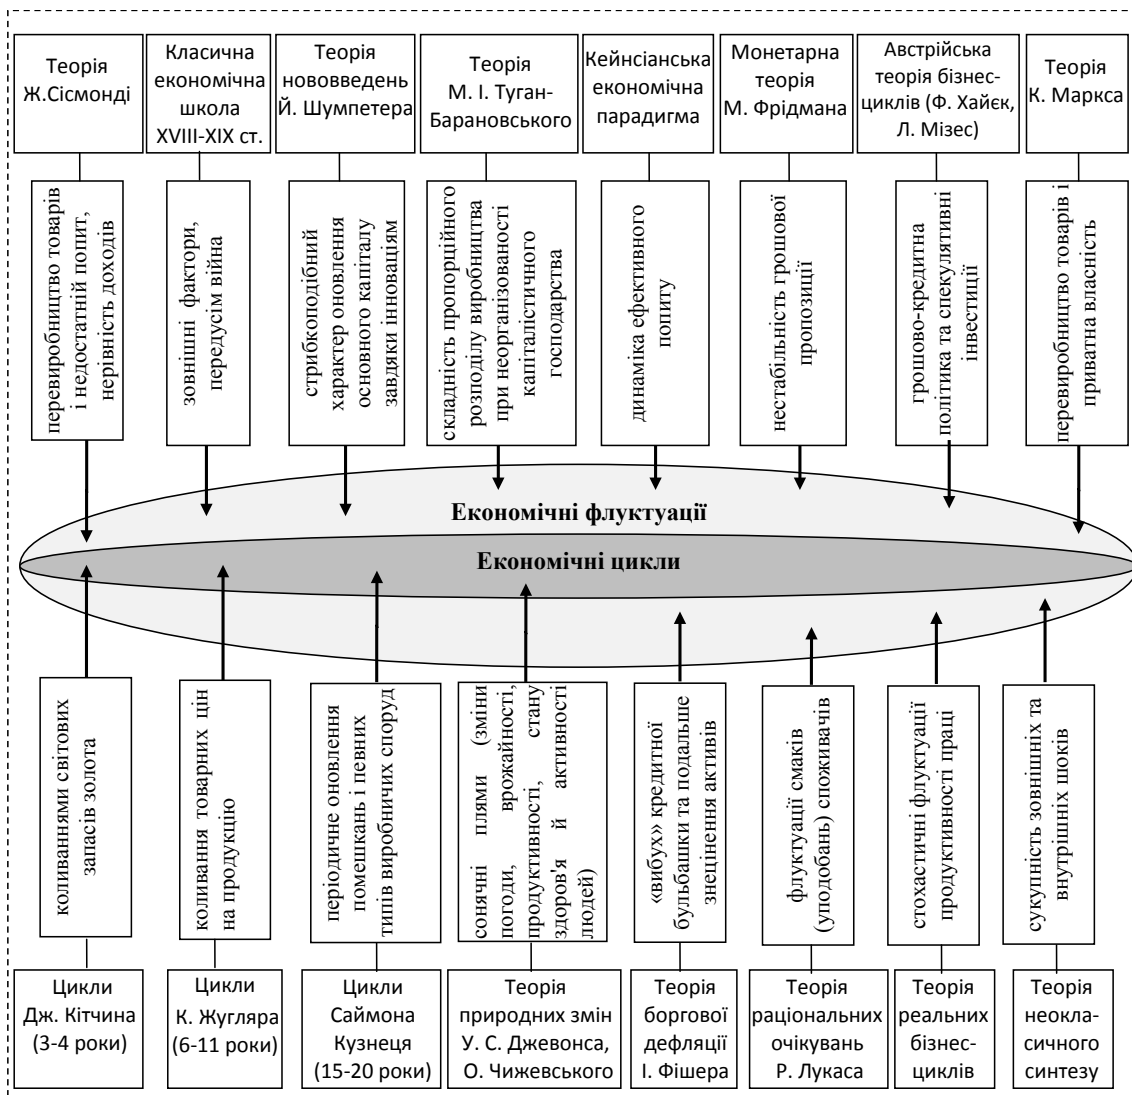 Теорія
Ж.Сісмонді
Класична
економічна
школа
XVIII-XIX ст.
Теорія
нововведень
Й. Шумпетера
Теорія
М. І. Туган-
Барановського
Кейнсіанська
економічна
парадигма
Монетарна
теорія
М. Фрідмана
Австрійська
теорія бізнес-
циклів (Ф. Хайєк,
Л. Мізес)
Теорія
К. Маркса
перевиробництво товарів
і недостатній попит,
нерівність доходів
зовнішні фактори,
передусім війна
стрибкоподібний
характер оновлення
основного капіталу
завдяки інноваціям
складність пропорційного
розподілу виробництва
при неорганізованості
капіталістичного
господарства
динаміка ефективного
попиту
нестабільність грошової
пропозиції
грошово-кредитна
політика та спекулятивні
інвестиції
перевиробництво товарів і
приватна власність
Економічні флуктуації
Економічні цикли
коливаннями світових
запасів золота
коливання товарних цін
на продукцію
періодичне оновлення
помешкань і певних
типів виробничих споруд
сонячні плями (зміни
погоди, врожайності,
продуктивності, стану
здоров'я й активності
людей)
«вибух» кредитної
бульбашки та подальше
знецінення активів
флуктуації смаків
(уподобань) споживачів
стохастичні флуктуації
продуктивності праці
сукупність зовнішніх та
внутрішніх шоків
Цикли
Дж. Кітчина
(3-4 роки)
Цикли
К. Жугляра
(6-11 роки)
Цикли
Саймона
Кузнеця
(15-20 роки)
Теорія
природних змін
У. С. Джевонса,
О. Чижевського
Теорія
боргової
дефляції
І. Фішера
Теорія
раціональних
очікувань
Р. Лукаса
Теорія
реальних
бізнес-
циклів
Теорія
неокла-
сичного
синтезу